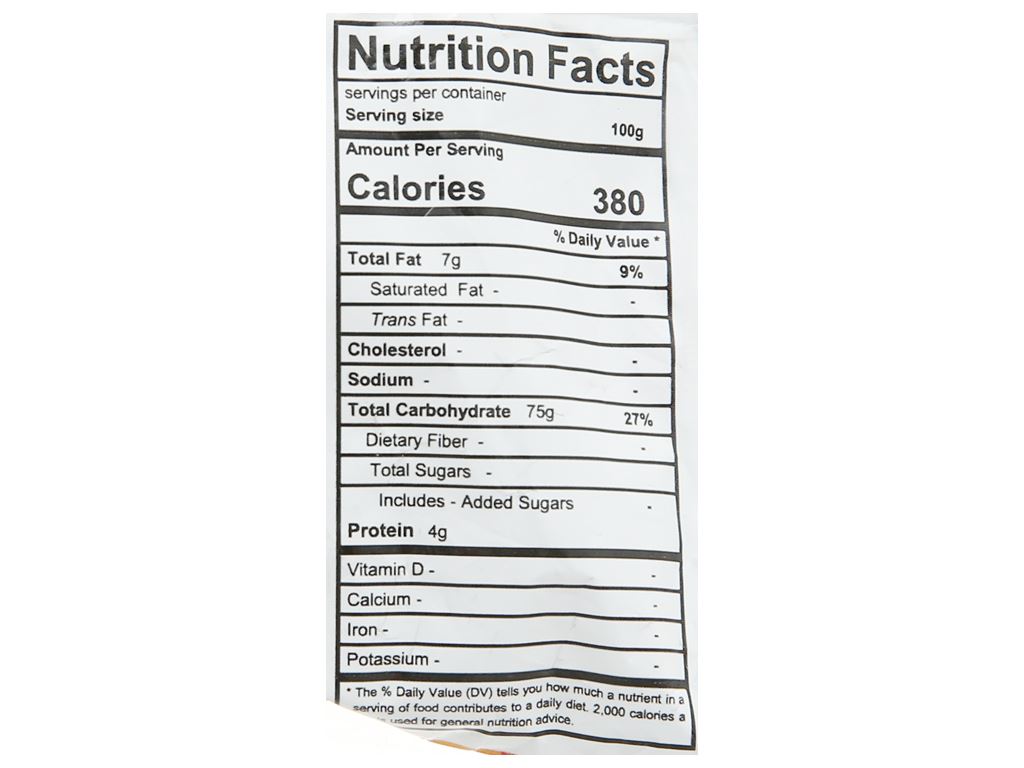 Nutrition Facts
servings per container
Serving size 100g
Amount Per Serving
Calories 380
% Daily Value *
Total Fat 7g 9%
Saturated Fat - -
Trans Fat -
Cholesterol - -
Sodium - -
Total Carbohydrate 75g 27%
Dietary Fiber - -
Total Sugars -
Includes - Added Sugars -
Protein 4g
Vitamin D - -
Calcium - -
Iron - -
Potassium - -
* The % Daily Value (DV) tells you how much a nutrient in a
serving of food contributes to a daily diet. 2,000 calories a
used for general nutrition advice.